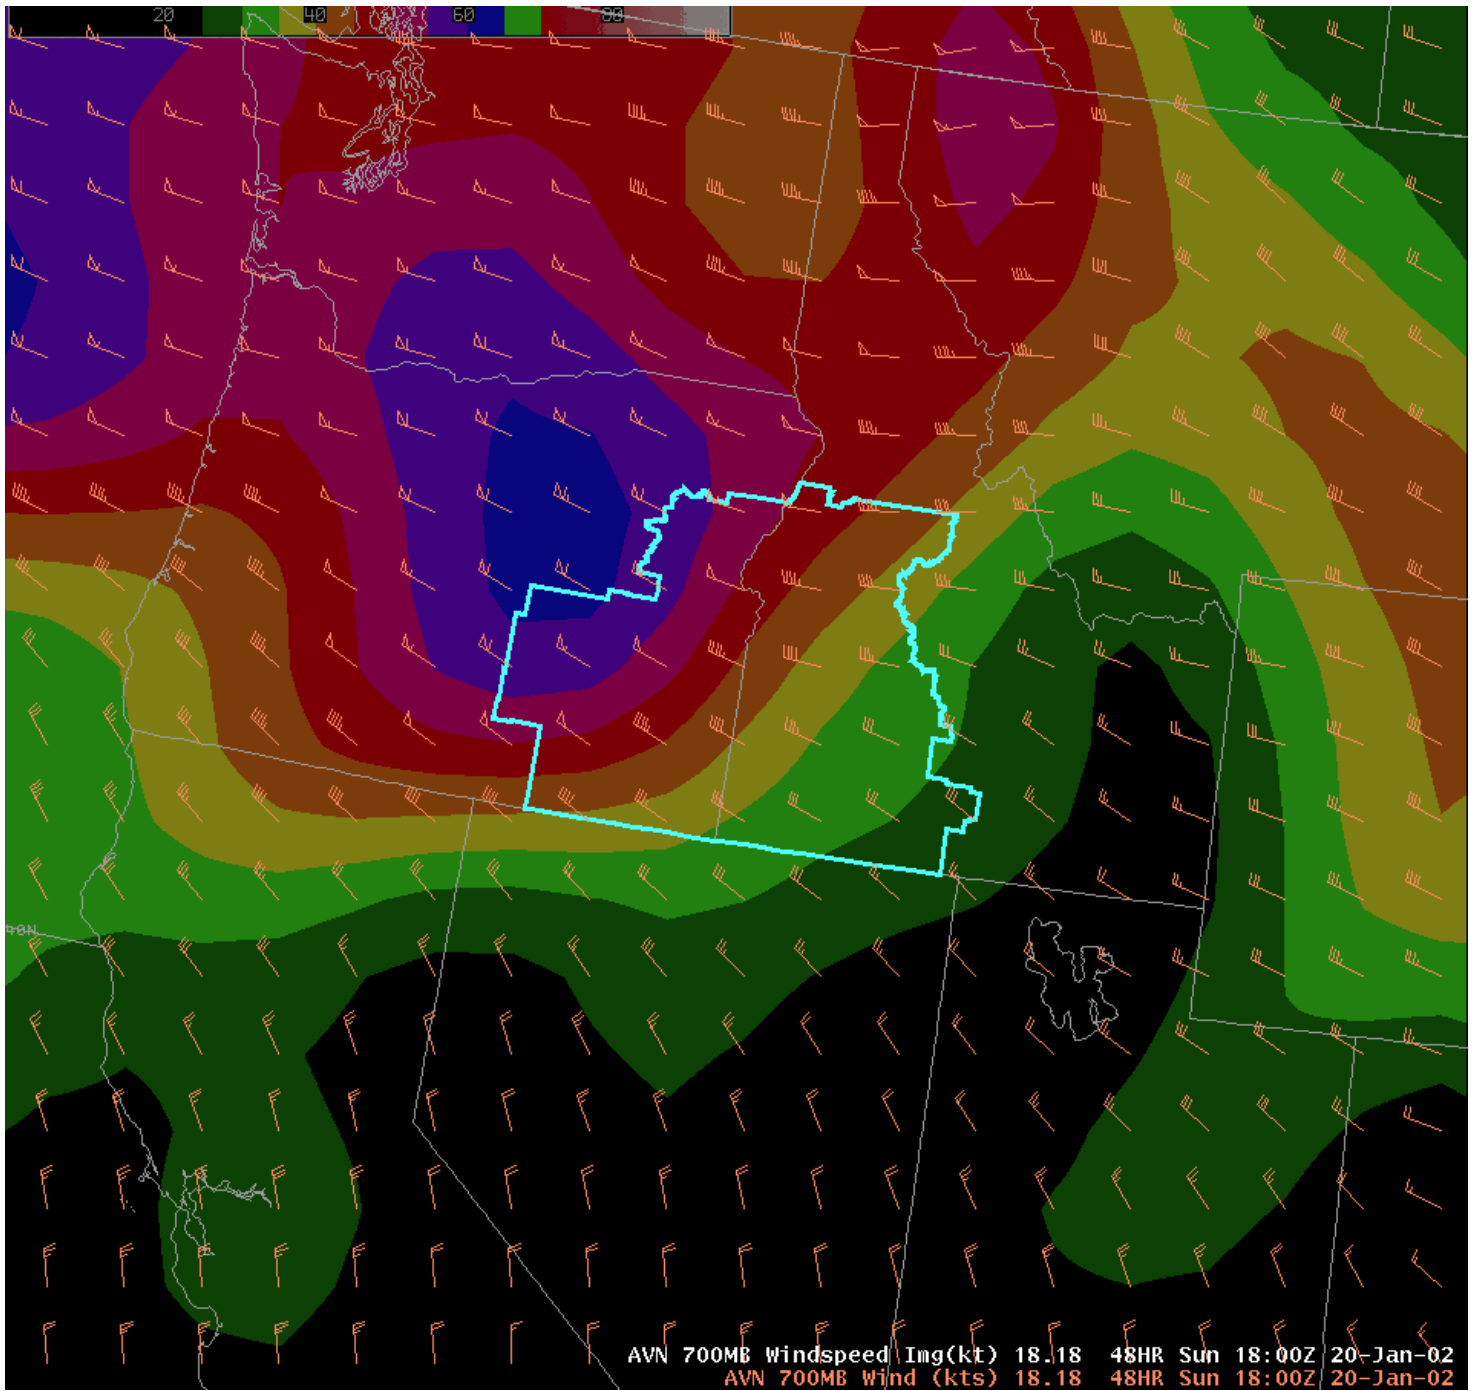 20 40 60 80
40N
AVN 700MB Windspeed Img(kt) 18.18 48HR Sun 18:00Z 20-Jan-02
AVN 700MB Wind (kts) 18.18 48HR Sun 18:00Z 20-Jan-02